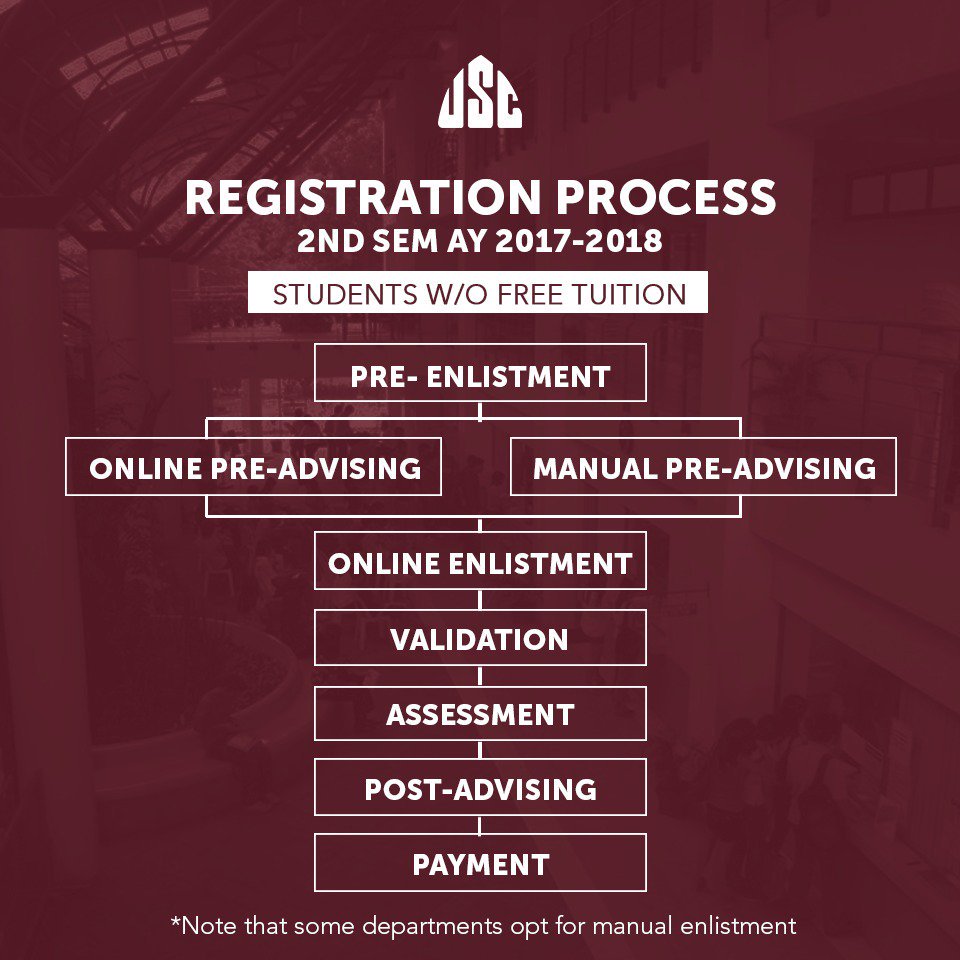 USC
REGISTRATION PROCESS
2ND SEM AY 2017-2018
STUDENTS W/O FREE TUITION
PRE- ENLISTMENT
ONLINE PRE-ADVISING
MANUAL PRE-ADVISING
ONLINE ENLISTMENT
VALIDATION
ASSESSMENT
POST-ADVISING
PAYMENT
*Note that some departments opt for manual enlistment